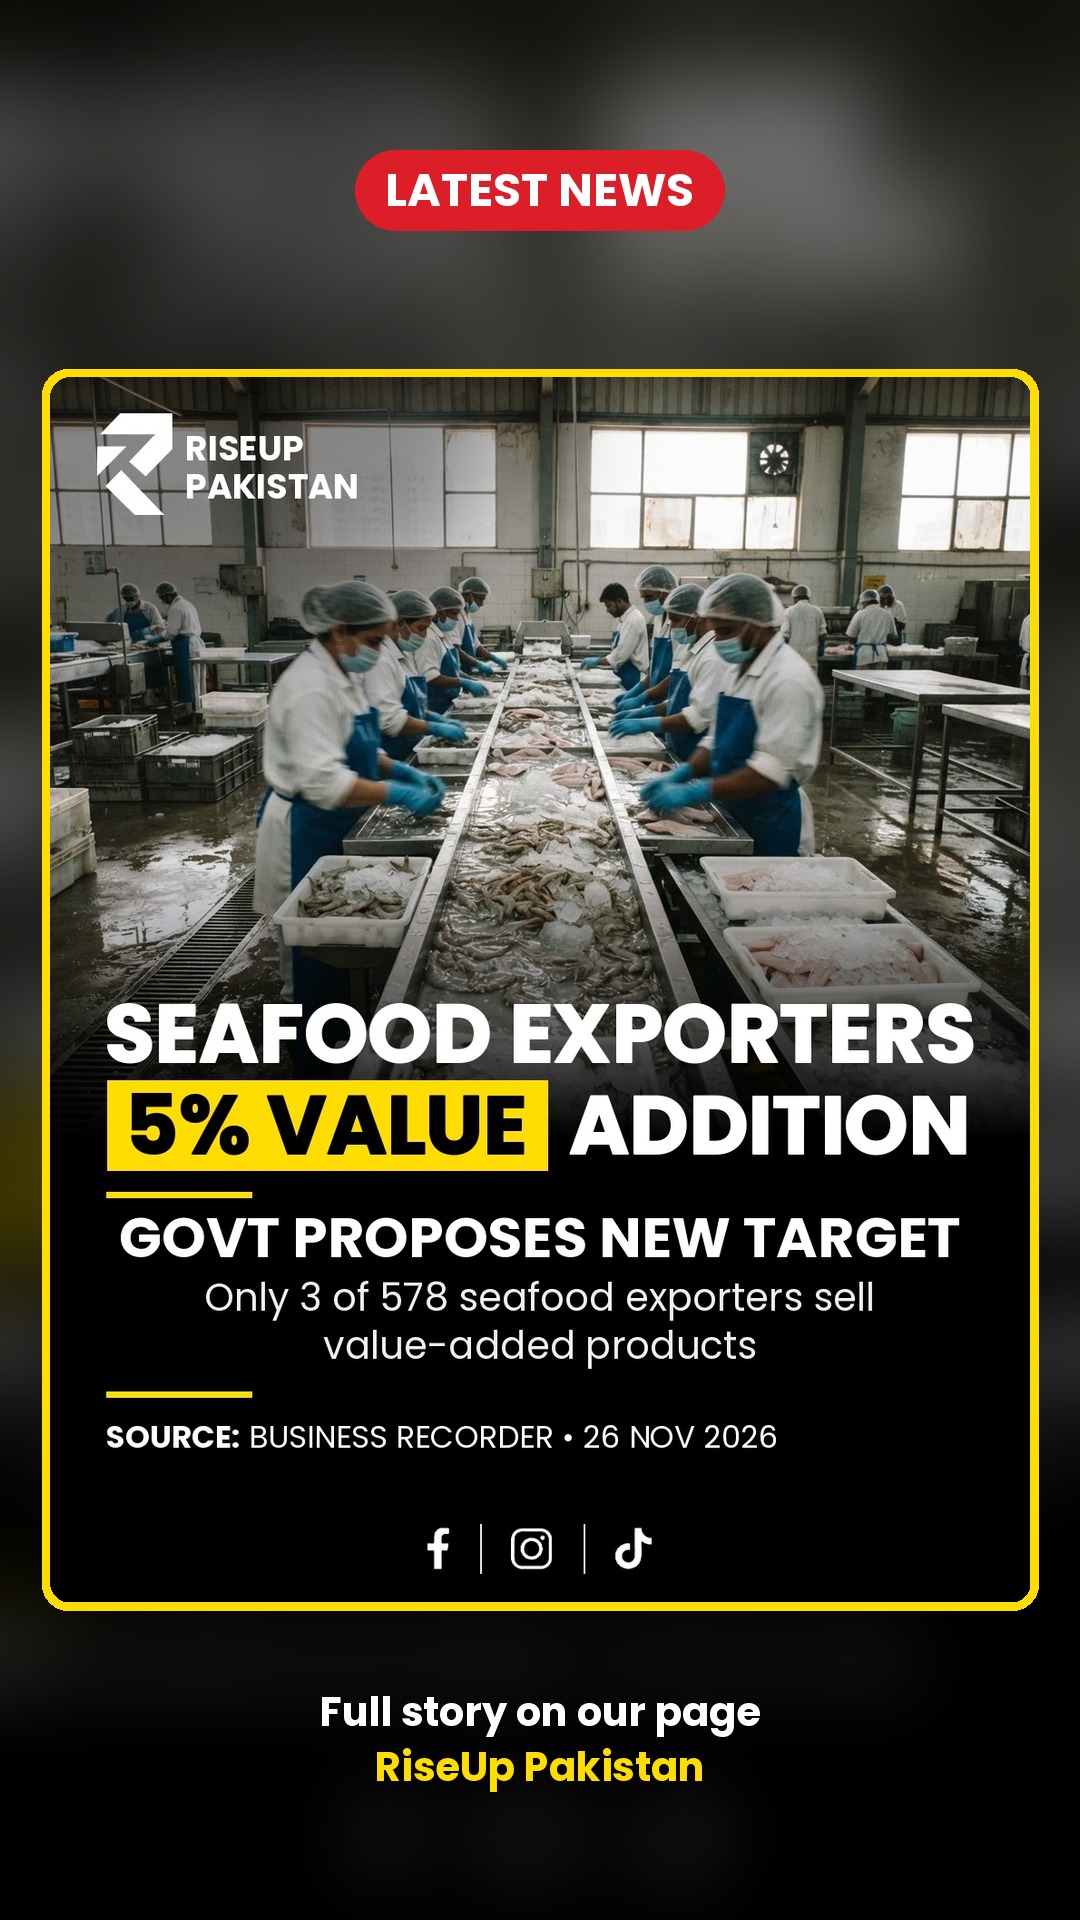 LATEST NEWS
RISEUP
PAKISTAN
SEAFOOD EXPORTERS
5% VALUE ADDITION
GOVT PROPOSES NEW TARGET
Only 3 of 578 seafood exporters sell
value-added products
SOURCE: BUSINESS RECORDER • 26 NOV 2026
Full story on our page
RiseUp Pakistan